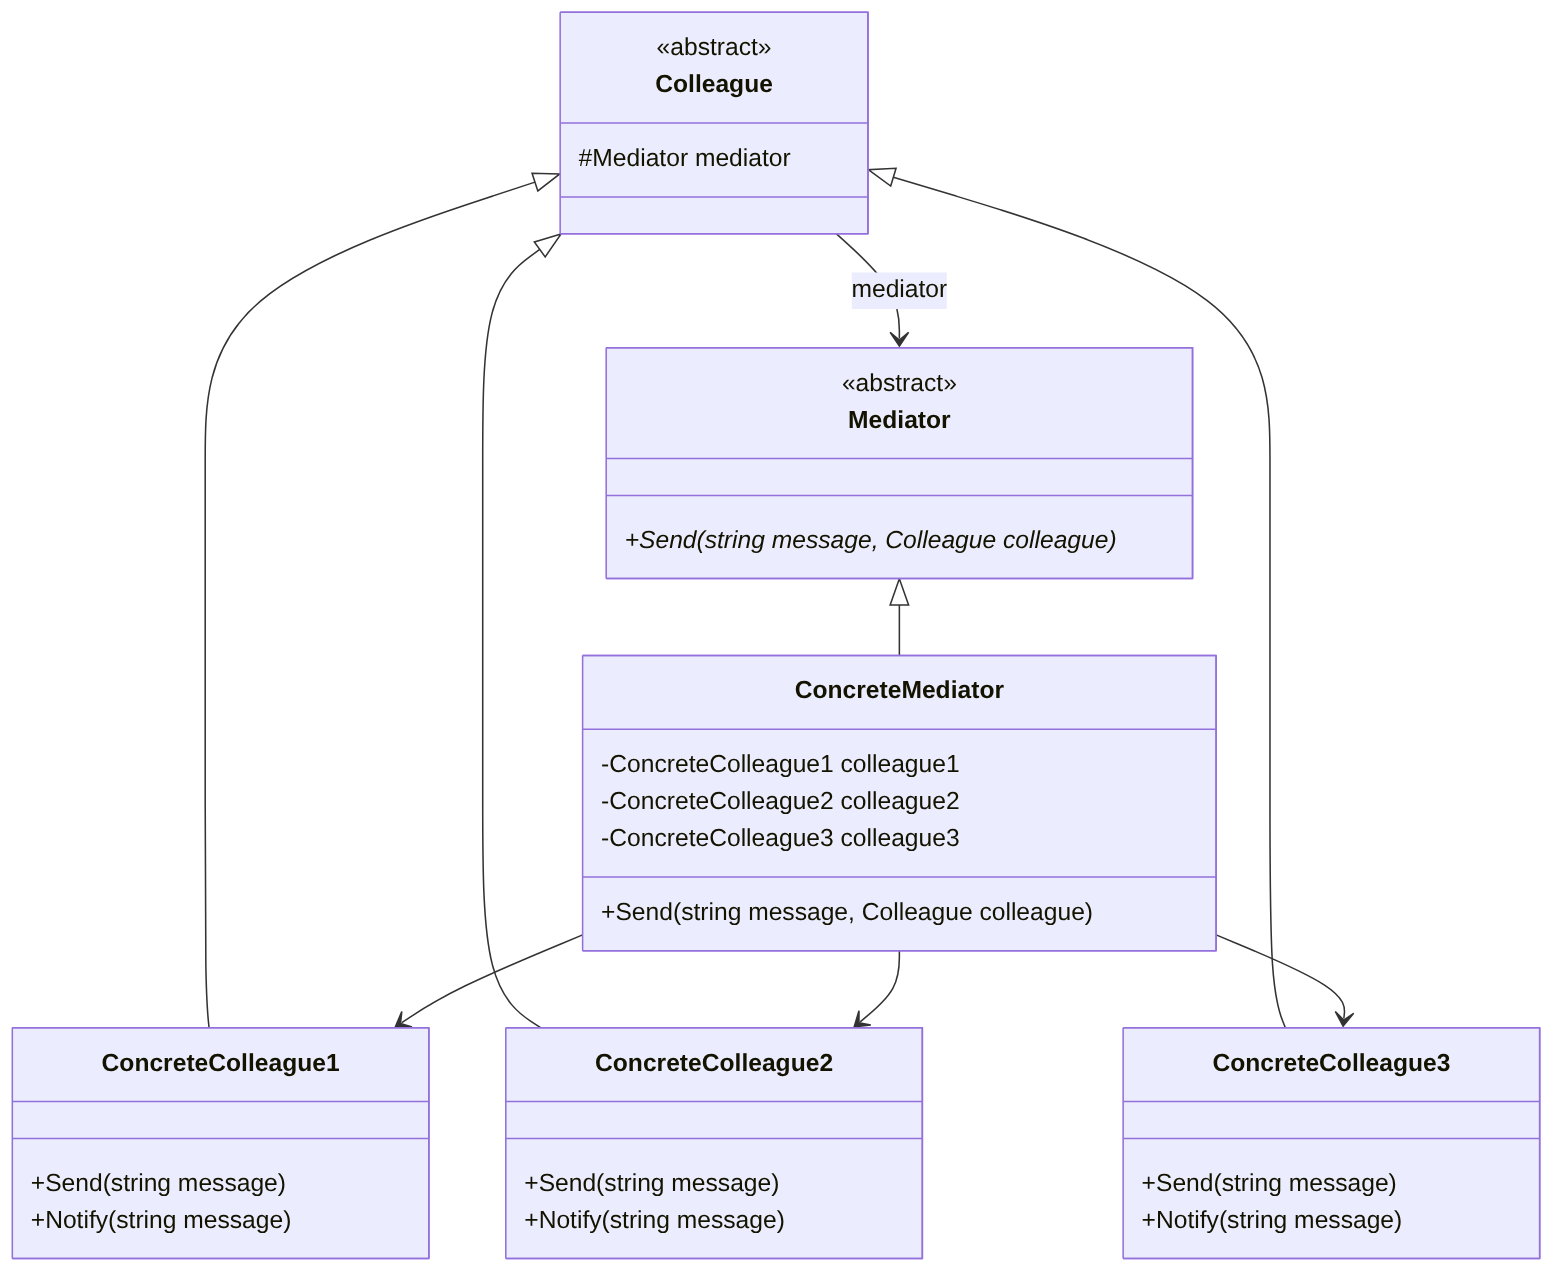 «abstract»
Colleague
#Mediator mediator
mediator
«abstract»
Mediator
+Send(string message, Colleague colleague)
ConcreteMediator
-ConcreteColleague1 colleague1
-ConcreteColleague2 colleague2
-ConcreteColleague3 colleague3
+Send(string message, Colleague colleague)
ConcreteColleague1
+Send(string message)
+Notify(string message)
ConcreteColleague2
+Send(string message)
+Notify(string message)
ConcreteColleague3
+Send(string message)
+Notify(string message)